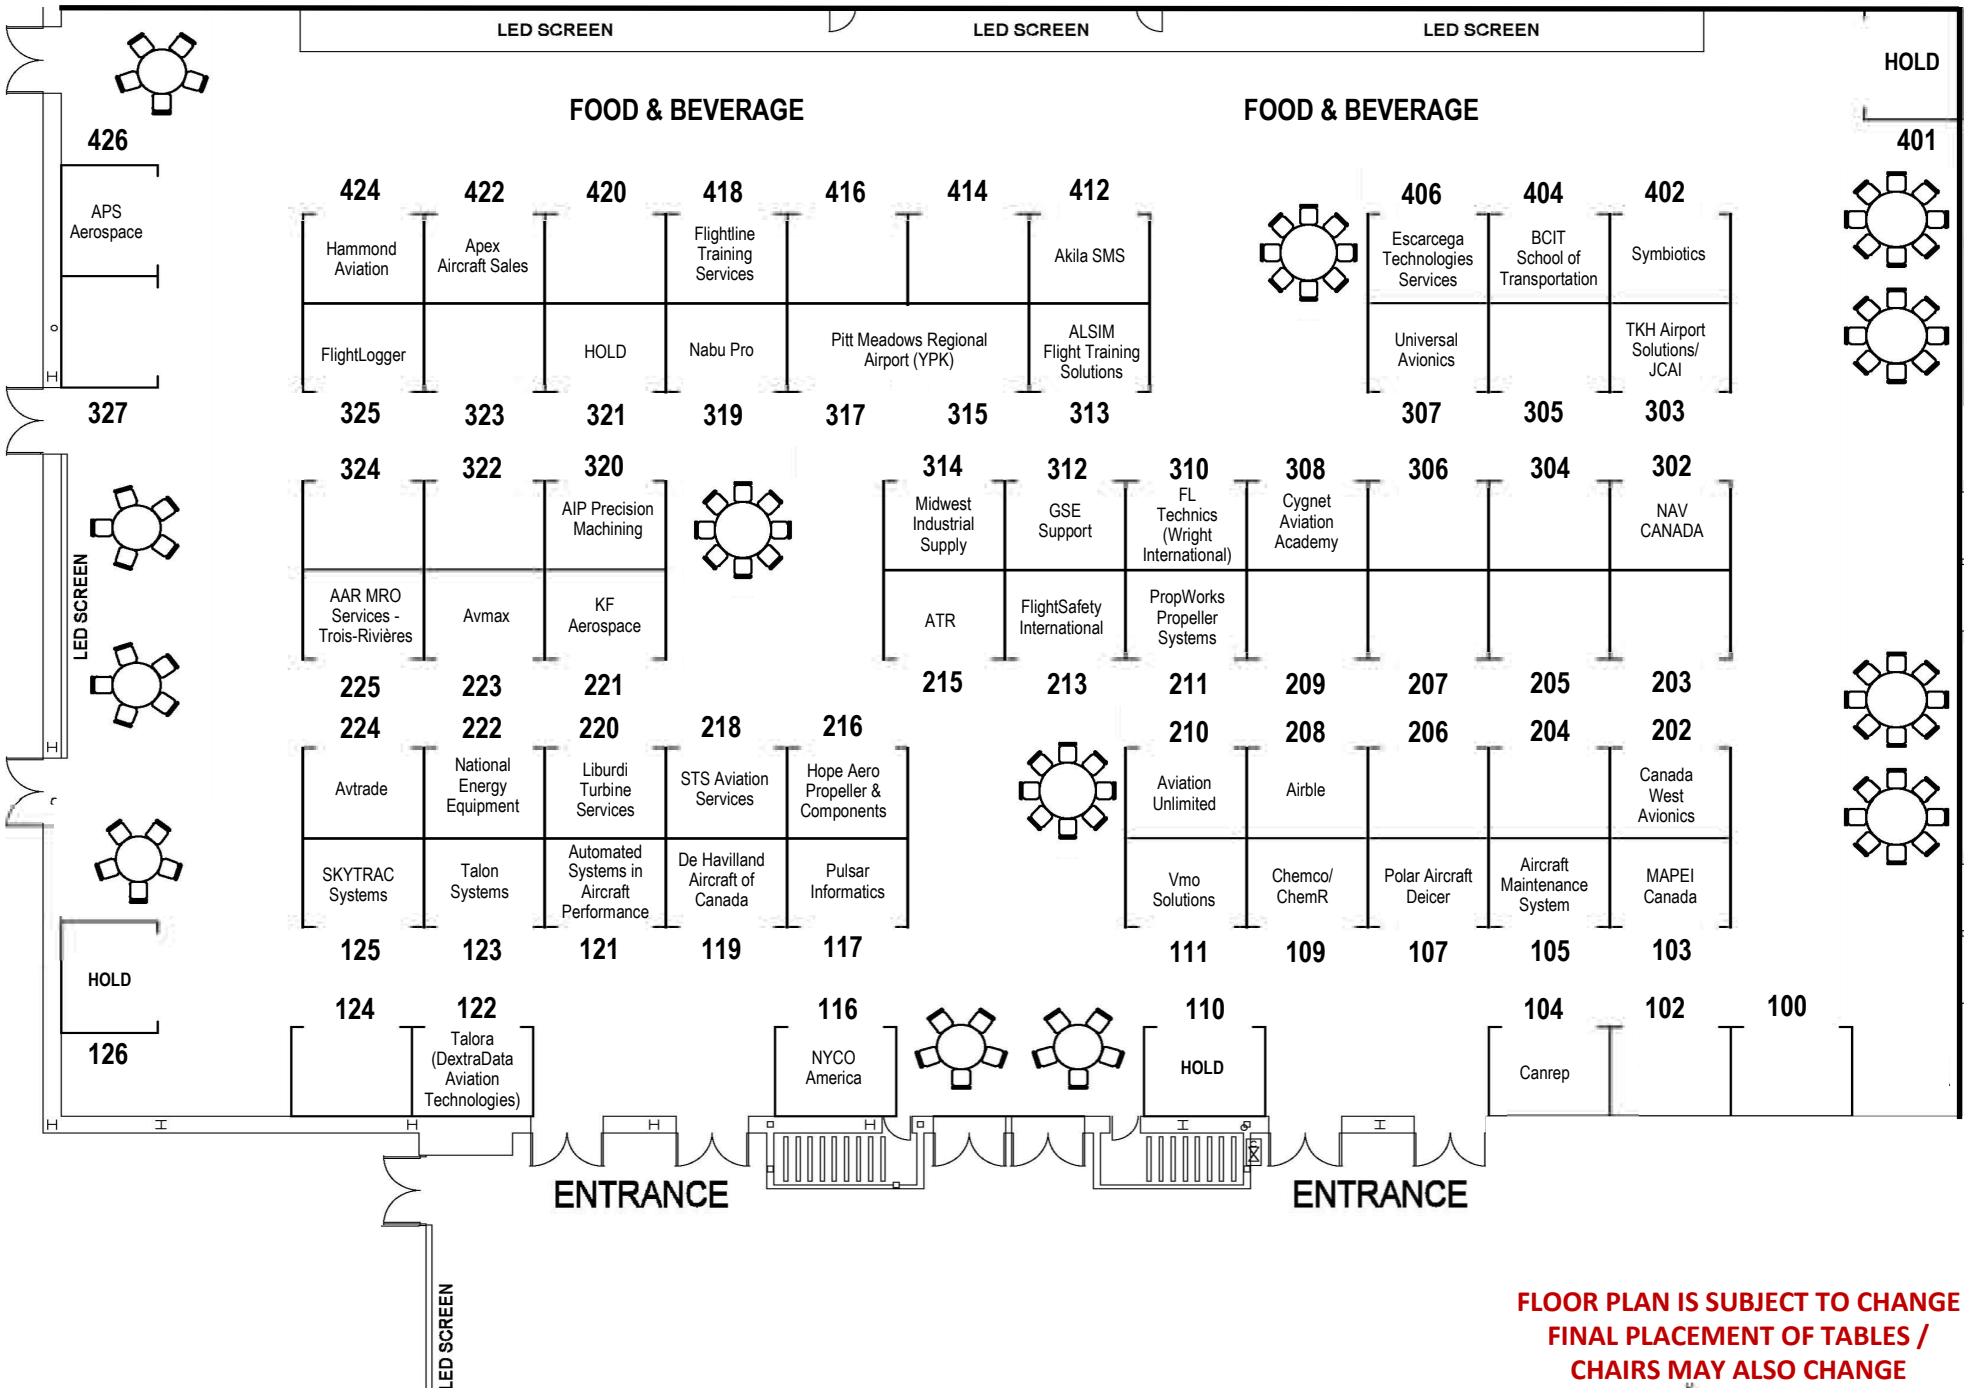 LED SCREEN
LED SCREEN
LED SCREEN
HOLD
FOOD & BEVERAGE
FOOD & BEVERAGE
426
401
APS
Aerospace
327
424
422
420
418
416
414
412
406
404
402
Hammond
Aviation
Apex
Aircraft Sales
Flightline
Training
Services
Akila SMS
Escarcega
Technologies
Services
BCIT
School of
Transportation
Symbiotics
FlightLogger
HOLD
Nabu Pro
Pitt Meadows Regional
Airport (YPK)
ALSIM
Flight Training
Solutions
Universal
Avionics
TKH Airport
Solutions/
JCAI
325
323
321
319
317
315
313
307
305
303
324
322
320
314
312
310
308
306
304
302
AIP Precision
Machining
Midwest
Industrial
Supply
GSE
Support
FL
Technics
(Wright
International)
Cygnet
Aviation
Academy
NAV
CANADA
LED SCREEN
AAR MRO
Services -
Trois-Rivières
Avmax
KF
Aerospace
ATR
FlightSafety
International
PropWorks
Propeller
Systems
225
223
221
215
213
211
209
207
205
203
224
222
220
218
216
210
208
206
204
202
Avtrade
National
Energy
Equipment
Liburdi
Turbine
Services
STS Aviation
Services
Hope Aero
Propeller &
Components
Aviation
Unlimited
Airble
Canada
West
Avionics
SKYTRAC
Systems
Talon
Systems
Automated
Systems in
Aircraft
Performance
De Havilland
Aircraft of
Canada
Pulsar
Informatics
Vmo
Solutions
Chemco/
ChemR
Polar Aircraft
Deicer
Aircraft
Maintenance
System
MAPEI
Canada
125
123
121
119
117
111
109
107
105
103
HOLD
126
124
122
116
110
104
102
100
Talora
(DextraData
Aviation
Technologies)
NYCO
America
HOLD
Canrep
ENTRANCE
ENTRANCE
LED SCREEN
FLOOR PLAN IS SUBJECT TO CHANGE
FINAL PLACEMENT OF TABLES /
CHAIRS MAY ALSO CHANGE